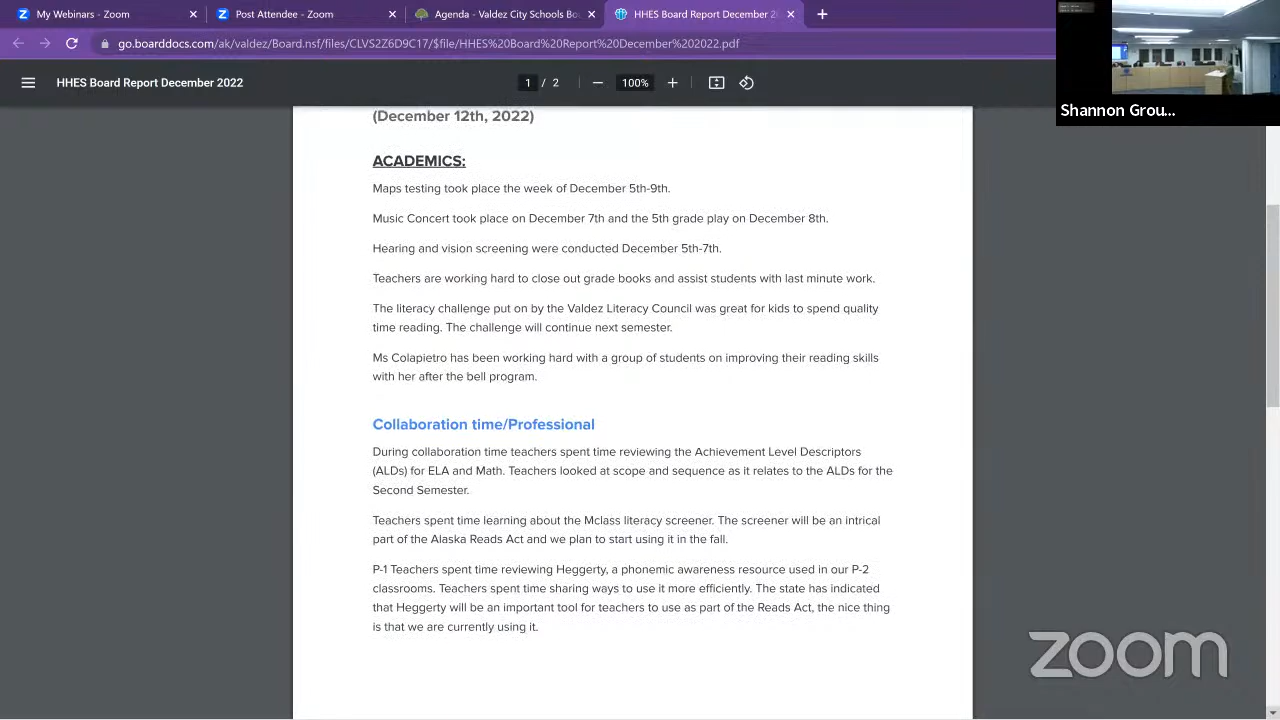 My Webinars - Zoom
Post Attendee - Zoom
Agenda - Valdez City Schools Bo
HHES Board Report December 20
go.boarddocs.com/ak/valdez/Board.nsf/files/CLVS2Z6D9C17/$file/HHES%20Board%20Report%20December%202022.pdf
HHES Board Report December 2022
1 / 2
100%
Shannon Grou...
(December 12th, 2022)
ACADEMICS:
Maps testing took place the week of December 5th-9th.
Music Concert took place on December 7th and the 5th grade play on December 8th.
Hearing and vision screening were conducted December 5th-7th.
Teachers are working hard to close out grade books and assist students with last minute work.
The literacy challenge put on by the Valdez Literacy Council was great for kids to spend quality
time reading. The challenge will continue next semester.
Ms Colapietro has been working hard with a group of students on improving their reading skills
with her after the bell program.
Collaboration time/Professional
During collaboration time teachers spent time reviewing the Achievement Level Descriptors
(ALDs) for ELA and Math. Teachers looked at scope and sequence as it relates to the ALDs for the
Second Semester.
Teachers spent time learning about the Mclass literacy screener. The screener will be an intrical
part of the Alaska Reads Act and we plan to start using it in the fall.
P-1 Teachers spent time reviewing Heggerty, a phonemic awareness resource used in our P-2
classrooms. Teachers spent time sharing ways to use it more efficiently. The state has indicated
that Heggerty will be an important tool for teachers to use as part of the Reads Act, the nice thing
is that we are currently using it.
zoom